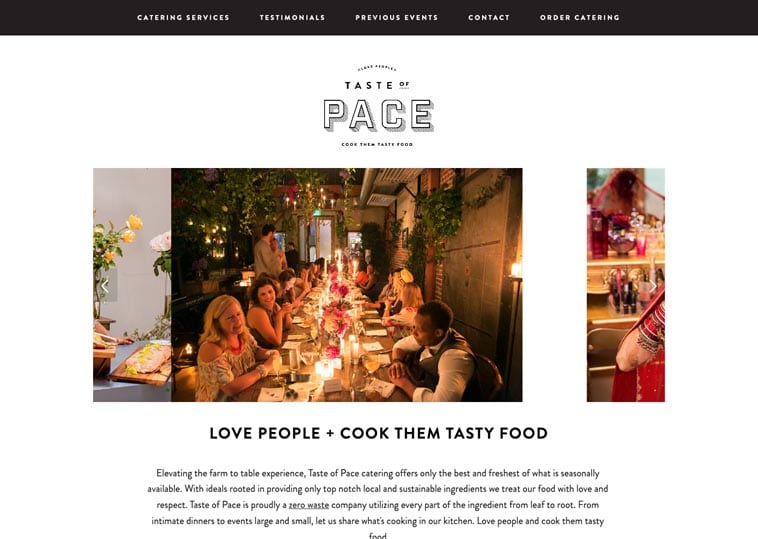 CATERING SERVICES TESTIMONIALS PREVIOUS EVENTS CONTACT ORDER CATERING
LOVE PEOPLE
TASTE OF
PACE
COOK THEM TASTE FOOD
LOVE PEOPLE + COOK THEM TASTY FOOD
Elevating the farm to table experience, Taste of Pace catering offers only the best and freshest of what is seasonally
available. With ideals rooted in providing only top notch local and sustainable ingredients we treat our food with love and
respect. Taste of Pace is proudly a zero waste company utilizing every part of the ingredient from leaf to root. From
intimate dinners to events large and small, let us share what's cooking in our kitchen. Love people and cook them tasty
food.